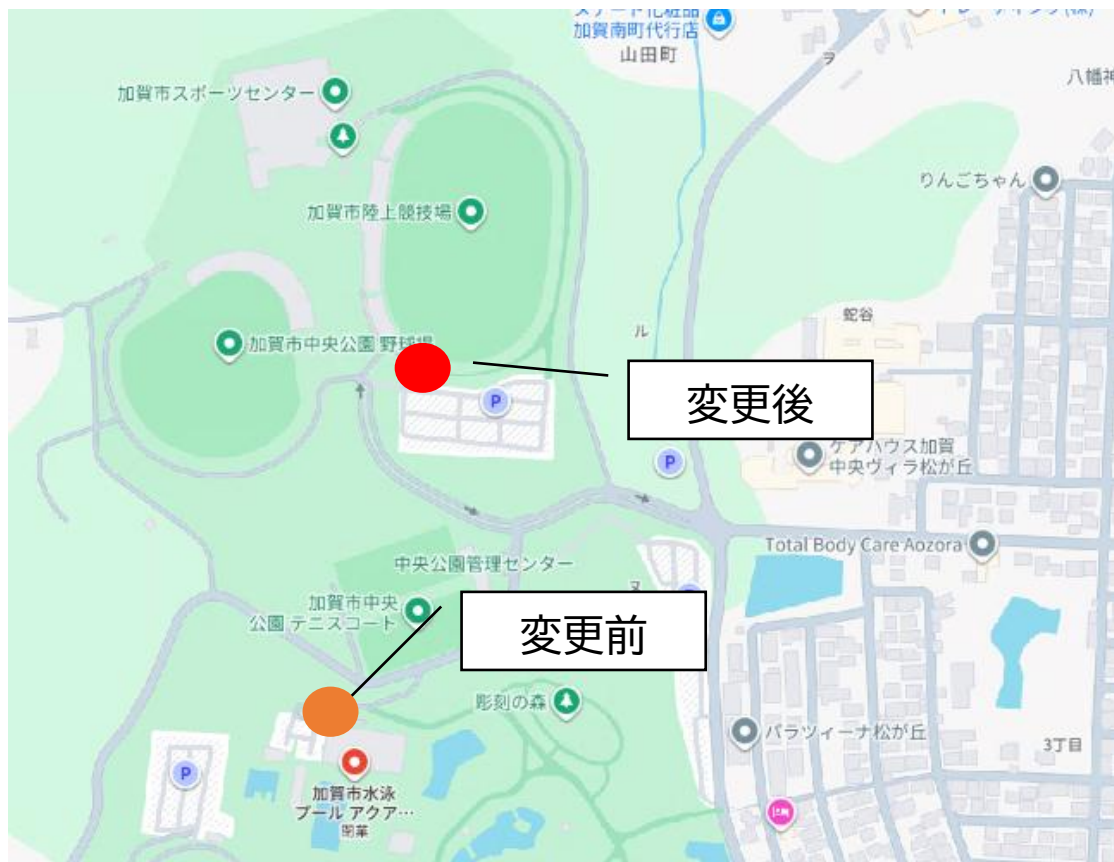 加賀南町代行店
山田町
ヲ
八幡神
加賀市スポーツセンター
りんごちゃん
加賀市陸上競技場
蛇谷
ル
加賀市中央公園 野球場
変更後
P
P
ケアハウス加賀
中央ヴィラ松が丘
Total Body Care Aozora
中央公園管理センター
ヌ
加賀市中央
公園 テニスコート
変更前
彫刻の森
パラツィーナ松が丘
3丁目
P
加賀市水泳
プール アクア…
閉業